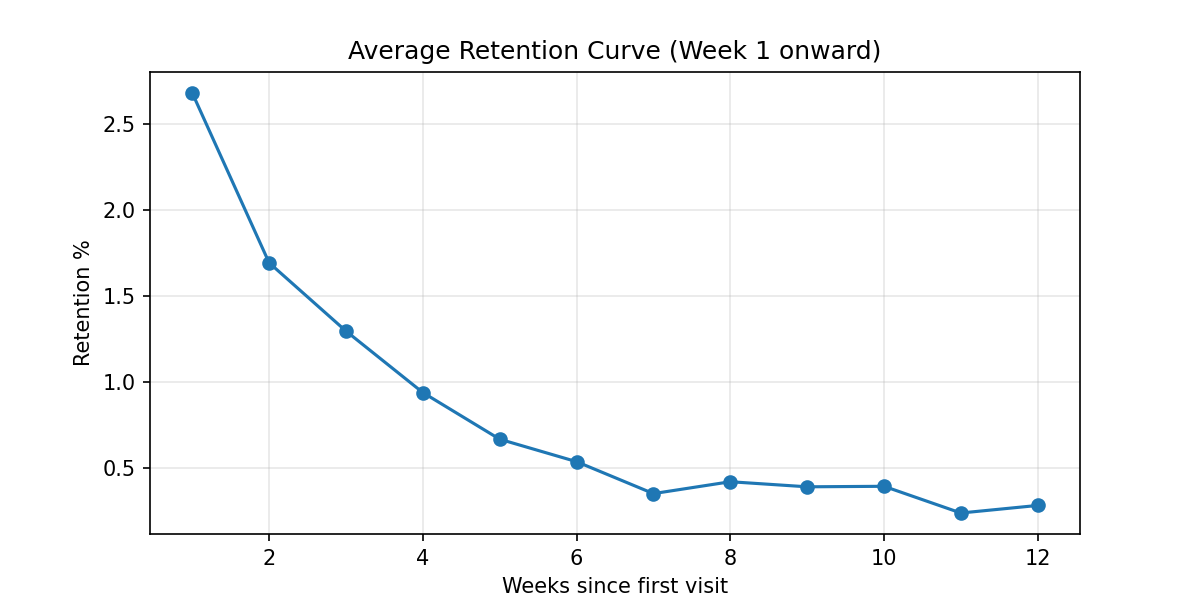 Average Retention Curve (Week 1 onward)
Retention %
2.5
2.0
1.5
1.0
0.5
2 4 6 8 10 12
Weeks since first visit